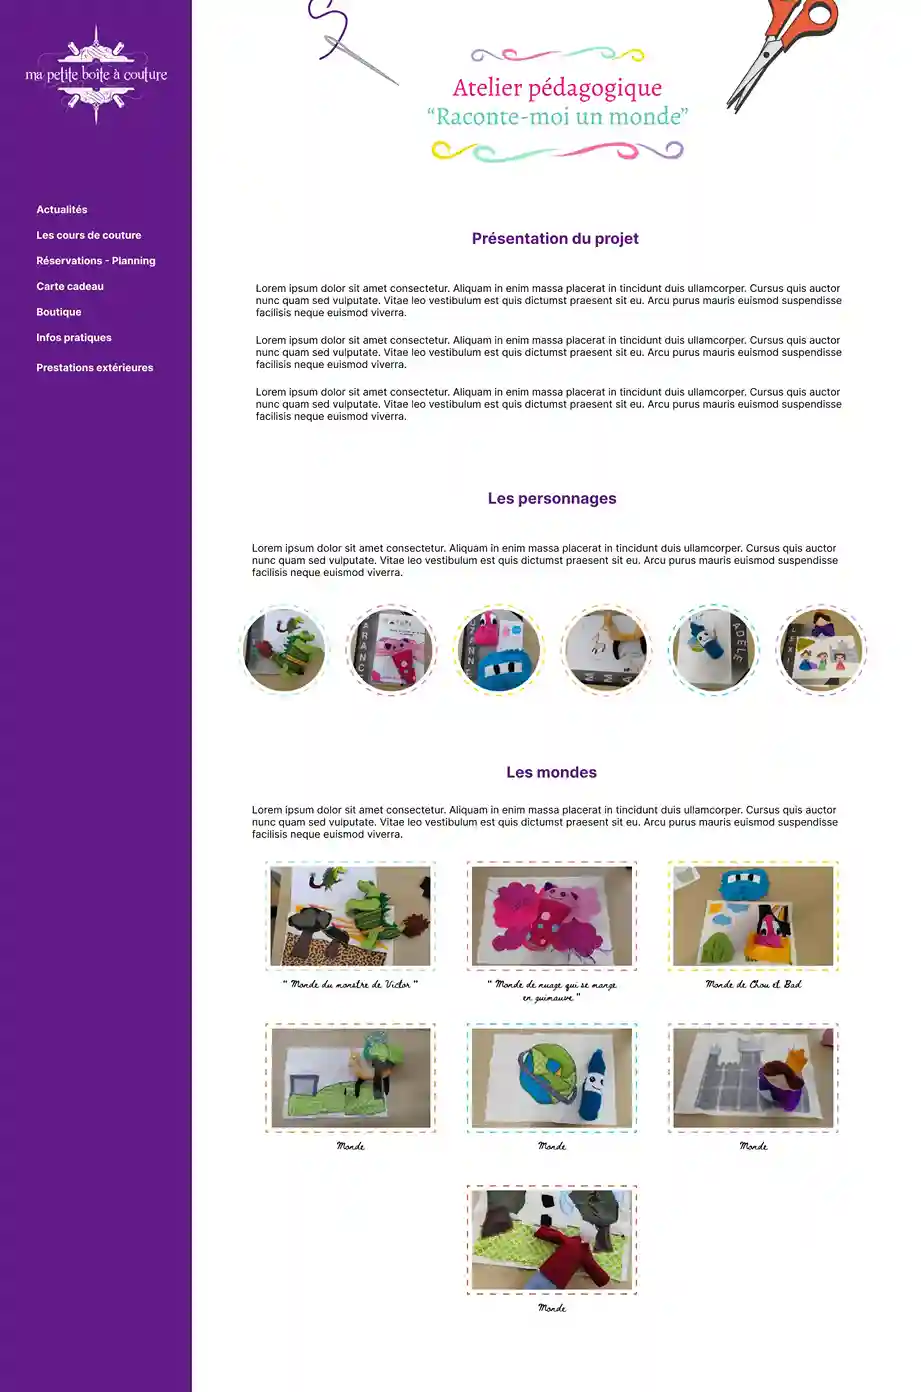 ma petite boîte à couture
Actualités
Les cours de couture
Réservations - Planning
Carte cadeau
Boutique
Infos pratiques
Prestations extérieures
Atelier pédagogique
“Raconte-moi un monde”
Présentation du projet
Lorem ipsum dolor sit amet consectetur. Aliquam in enim massa placerat in tincidunt duis ullamcorper. Cursus quis auctor
nunc quam sed vulputate. Vitae leo vestibulum est quis dictumst praesent sit eu. Arcu purus mauris euismod suspendisse
facilisis neque euismod viverra.
Lorem ipsum dolor sit amet consectetur. Aliquam in enim massa placerat in tincidunt duis ullamcorper. Cursus quis auctor
nunc quam sed vulputate. Vitae leo vestibulum est quis dictumst praesent sit eu. Arcu purus mauris euismod suspendisse
facilisis neque euismod viverra.
Lorem ipsum dolor sit amet consectetur. Aliquam in enim massa placerat in tincidunt duis ullamcorper. Cursus quis auctor
nunc quam sed vulputate. Vitae leo vestibulum est quis dictumst praesent sit eu. Arcu purus mauris euismod suspendisse
facilisis neque euismod viverra.
Les personnages
Lorem ipsum dolor sit amet consectetur. Aliquam in enim massa placerat in tincidunt duis ullamcorper. Cursus quis auctor
nunc quam sed vulputate. Vitae leo vestibulum est quis dictumst praesent sit eu. Arcu purus mauris euismod suspendisse
facilisis neque euismod viverra.
ADÈLE
Les mondes
Lorem ipsum dolor sit amet consectetur. Aliquam in enim massa placerat in tincidunt duis ullamcorper. Cursus quis auctor
nunc quam sed vulputate. Vitae leo vestibulum est quis dictumst praesent sit eu. Arcu purus mauris euismod suspendisse
facilisis neque euismod viverra.
" Monde du monstre de Victor "
" Monde de nuage qui se mange
en guimauve "
Monde de Chou et Bad
Monde
Monde
Monde
Monde